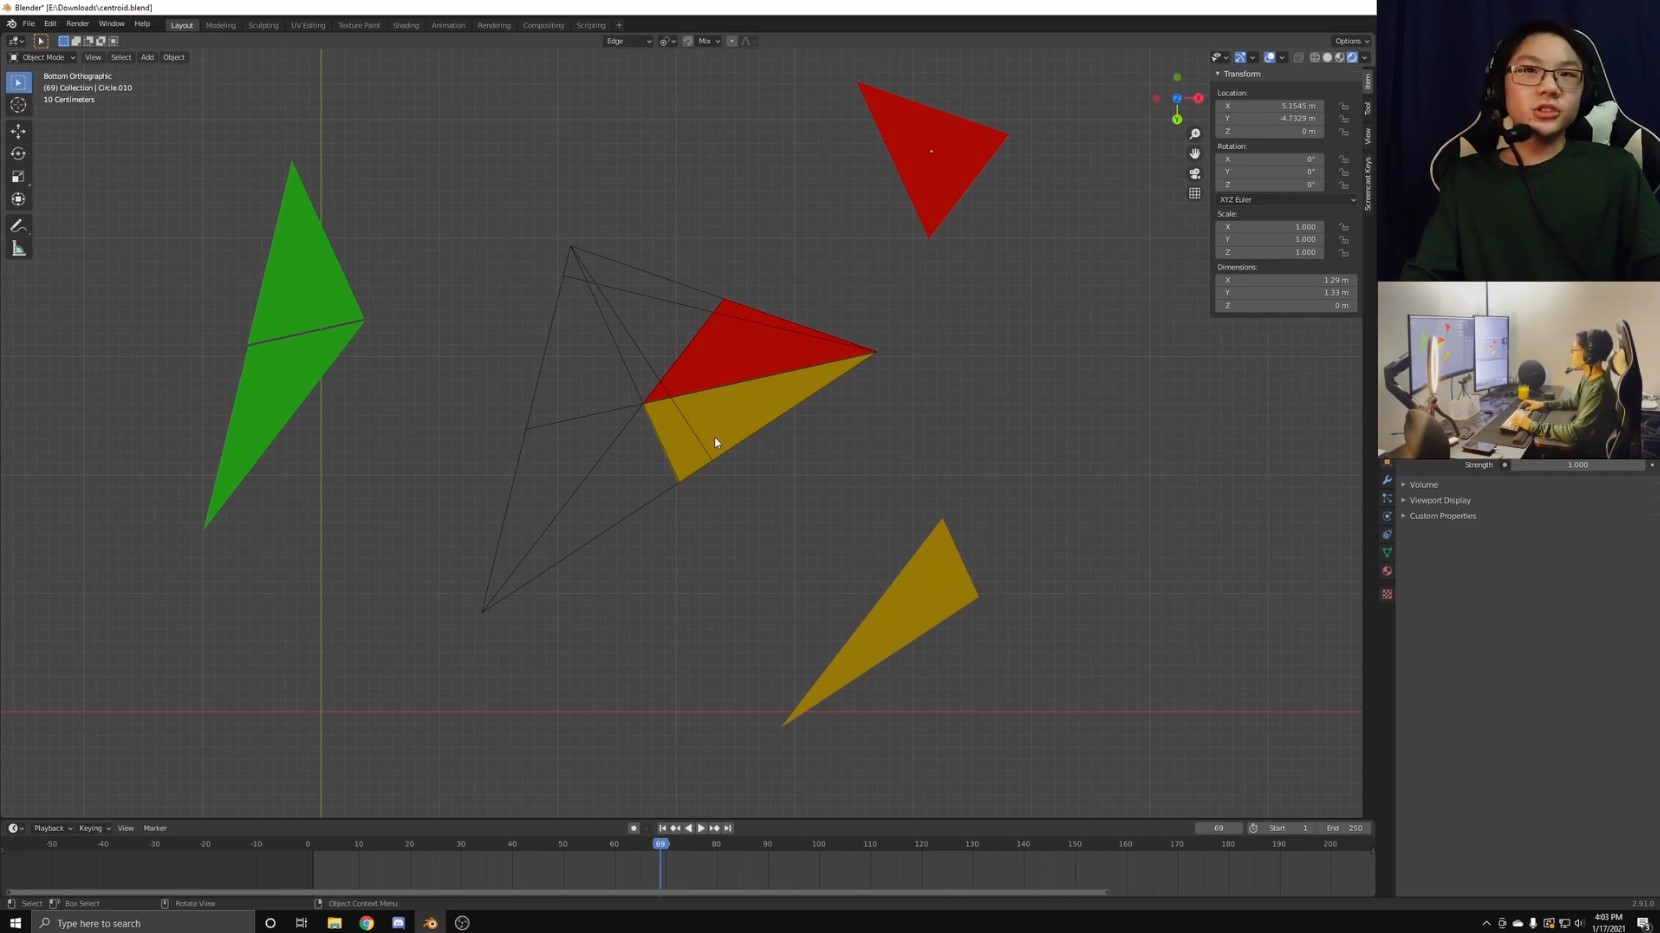 Blender* [E:\Downloads\centroid.blend]
File Edit Render Window Help Layout Modeling Sculpting UV Editing Texture Paint Shading Animation Rendering Compositing Scripting +
Edge Mix Options
Object Mode View Select Add Object
Bottom Orthographic
(69) Collection | Circle.010
10 Centimeters
Transform
Location:
X 5.1545 m
Y -4.7329 m
Z 0 m
Rotation:
X 0°
Y 0°
Z 0°
XYZ Euler
Scale:
X 1.000
Y 1.000
Z 1.000
Dimensions:
X 1.29 m
Y 1.33 m
Z 0 m
Item
Tool
View
Screencast Keys
X
Y
Z
Strength 1.000
Volume
Viewport Display
Custom Properties
Playback Keying View Marker 69 Start 1 End 250
-50 -40 -30 -20 -10 0 10 20 30 40 50 60 69 80 90 100 110 120 130 140 150 160 170 180 190 200
Select Box Select Rotate View Object Context Menu 2.91.0
Type here to search
4:03 PM
1/17/2021
3